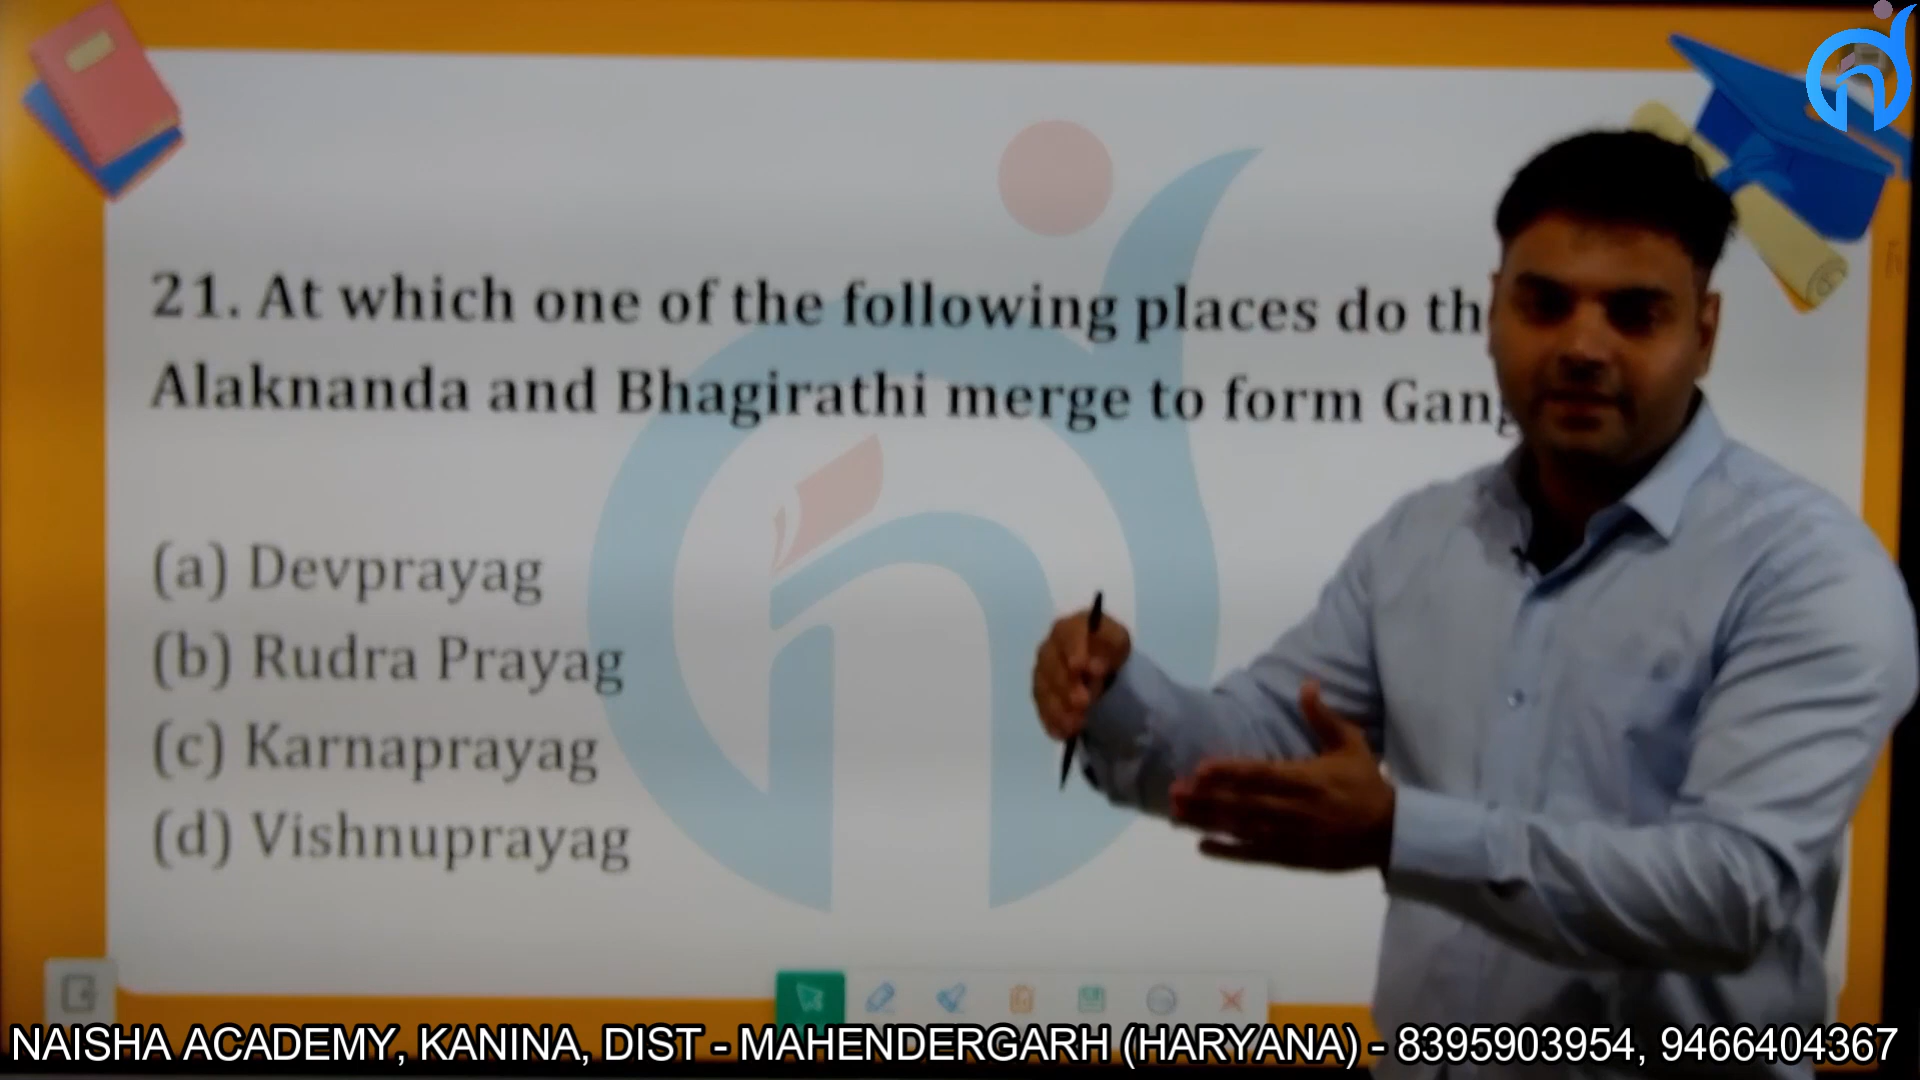 21. At which one of the following places do th
Alaknanda and Bhagirathi merge to form Gang
(a) Devprayag
(b) Rudra Prayag
(c) Karnaprayag
(d) Vishnuprayag
NAISHA ACADEMY, KANINA, DIST - MAHENDERGARH (HARYANA) - 8395903954, 9466404367